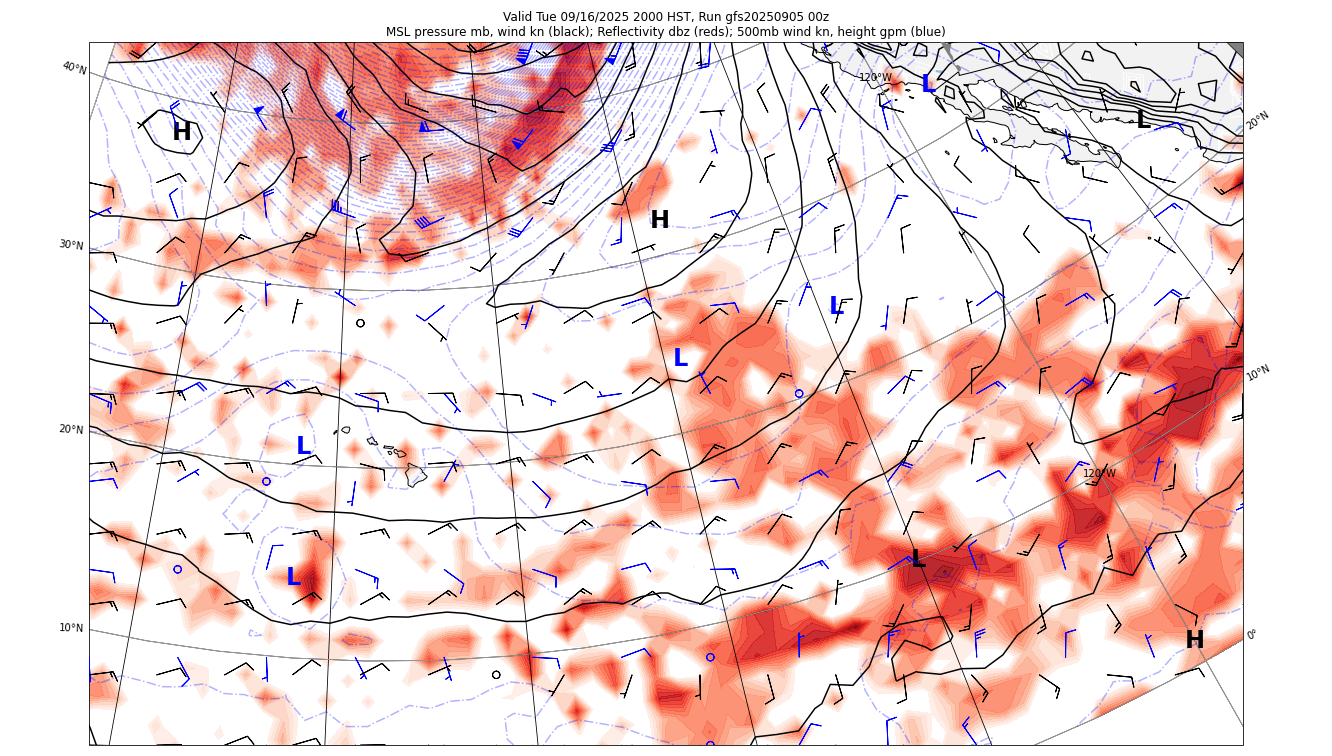 Valid Tue 09/16/2025 2000 HST, Run gfs20250905 00z
MSL pressure mb, wind kn (black); Reflectivity dbz (reds); 500mb wind kn, height gpm (blue)
40°N
120°W
L
L
20°N
H
H
30°N
L
L
10°N
20°N
L
120°W
L
L
10°N
H
0°